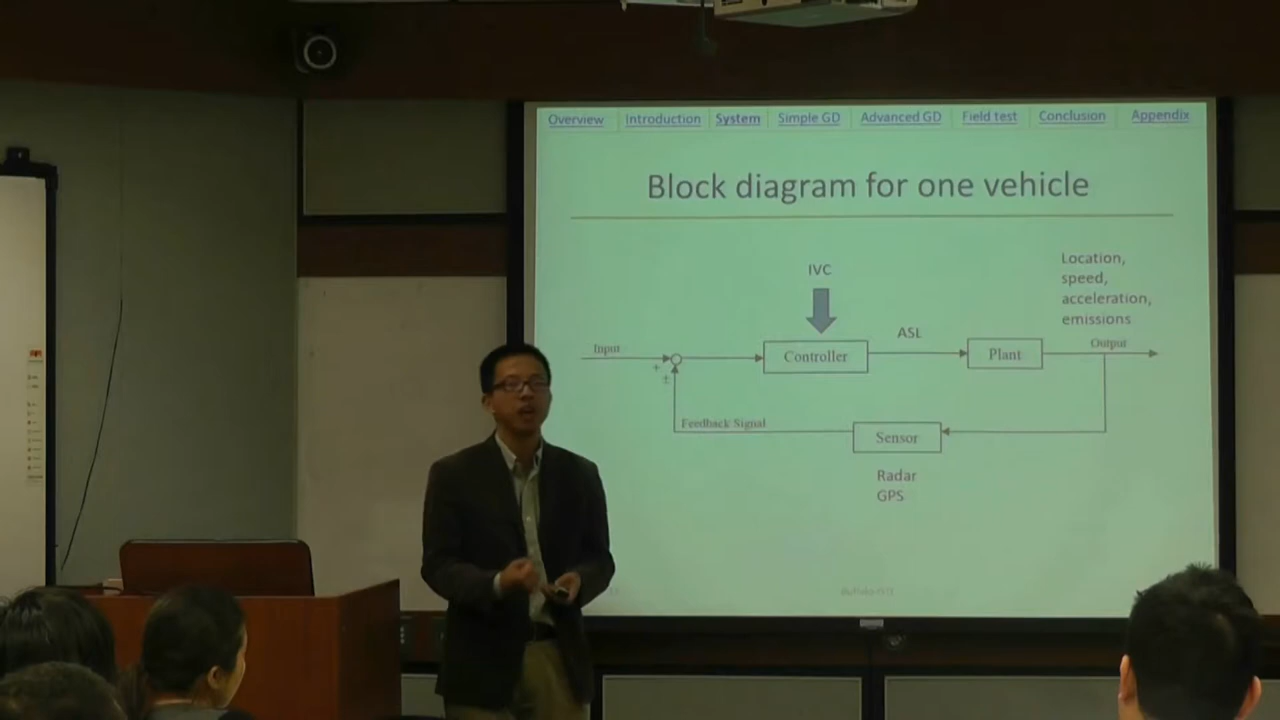 Overview Introduction System Simple GD Advanced GD Field test Conclusion Appendix
Block diagram for one vehicle
IVC
Location,
speed,
acceleration,
emissions
Input
+
±
Controller
ASL
Plant
Output
Feedback Signal
Sensor
Radar
GPS